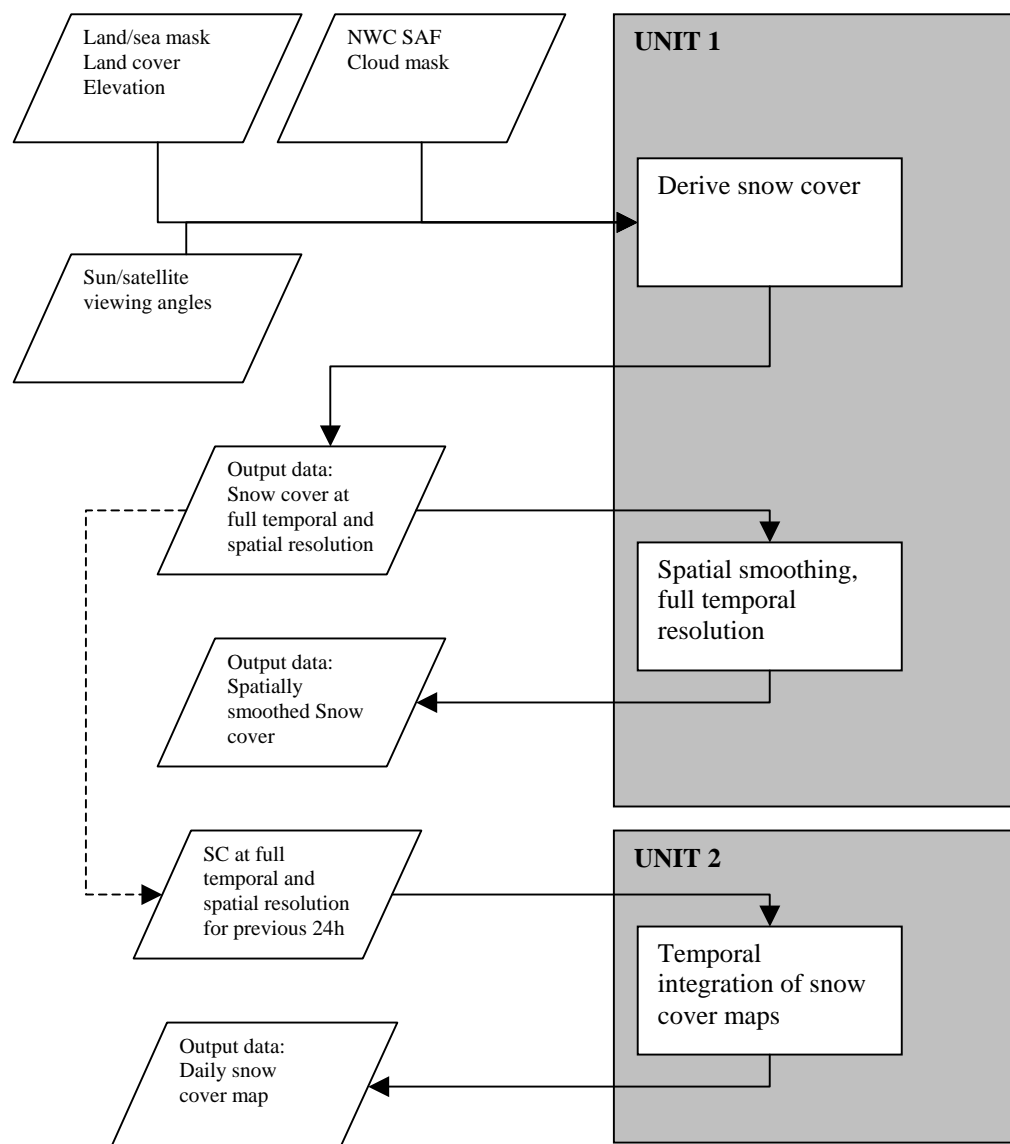 Land/sea mask
Land cover
Elevation
NWC SAF
Cloud mask
UNIT 1
Derive snow cover
Sun/satellite
viewing angles
Output data:
Snow cover at
full temporal and
spatial resolution
Spatial smoothing,
full temporal
resolution
Output data:
Spatially
smoothed Snow
cover
SC at full
temporal and
spatial resolution
for previous 24h
UNIT 2
Temporal
integration of snow
cover maps
Output data:
Daily snow
cover map